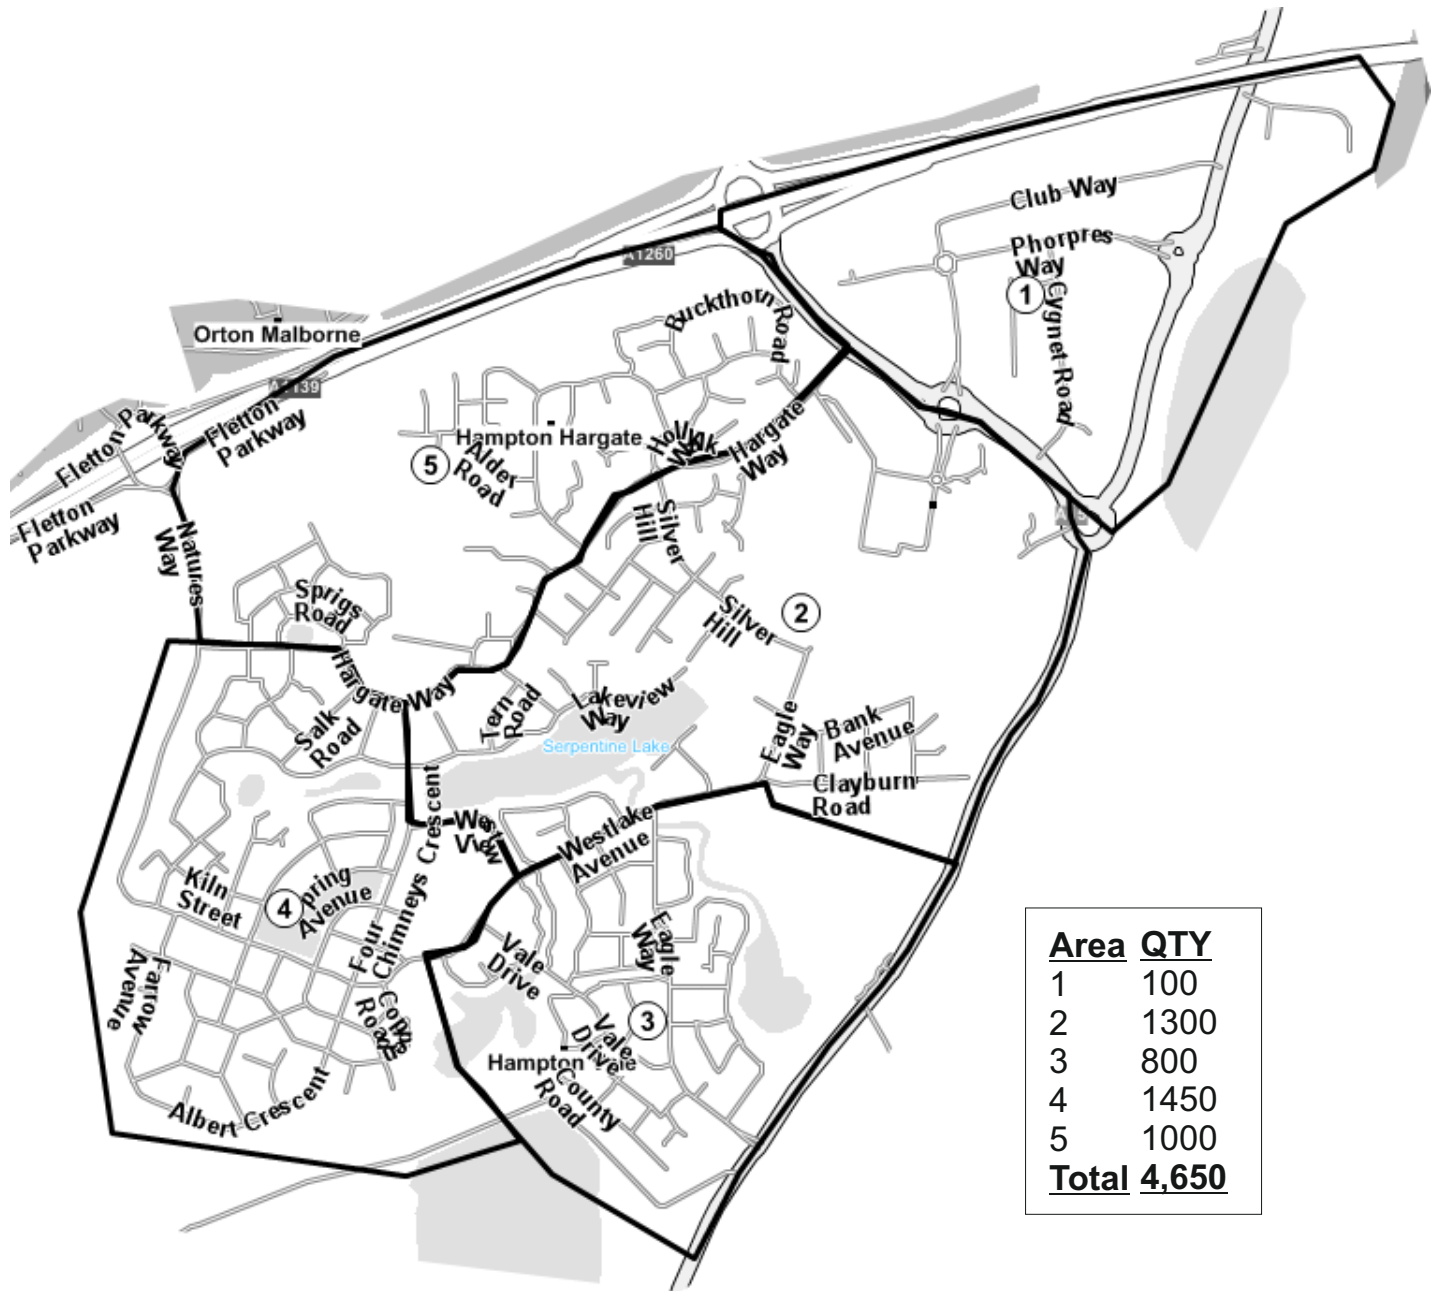 Club Way
Phorpres
Way
1
Cygnet Road
A1260
Buckthorn Road
Orton Malborne
A1139
Fletton Parkway
Fletton
Parkway
Fletton
Parkway
Hampton Hargate
5
Alder
Road
Hargate
Way
Natures
Way
Silver
Hill
Sprigs
Road
2
Silver
Hill
Hargate Way
Salk
Road
Tern
Road
Lakeview
Way
Serpentine Lake
Eagle
Way
Bank
Avenue
Clayburn
Road
West
View
Westlake
Avenue
Kiln
Street
4
Avenue
Four
Chimneys Crescent
Eagle
Way
Vale
Drive
Farrow
Avenue
Road
3
Vale
Drive
Hampton
County
Road
Albert Crescent
Area QTY
1 100
2 1300
3 800
4 1450
5 1000
Total 4,650